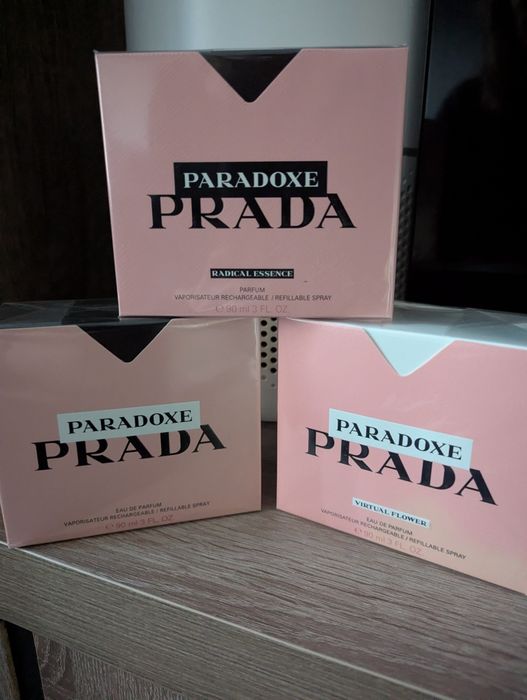 PARADOXE
PRADA
RADICAL ESSENCE
PARFUM
VAPORISATEUR RECHARGEABLE / REFILLABLE SPRAY
℮ 90 ml 3 FL. OZ.
PARADOXE
PRADA
EAU DE PARFUM
VAPORISATEUR RECHARGEABLE / REFILLABLE SPRAY
℮ 90 ml 3 FL. OZ
PARADOXE
PRADA
VIRTUAL FLOWER
EAU DE PARFUM
VAPORISATEUR RECHARGEABLE / REFILLABLE SPRAY
℮ 90 ml 3 FL. OZ.